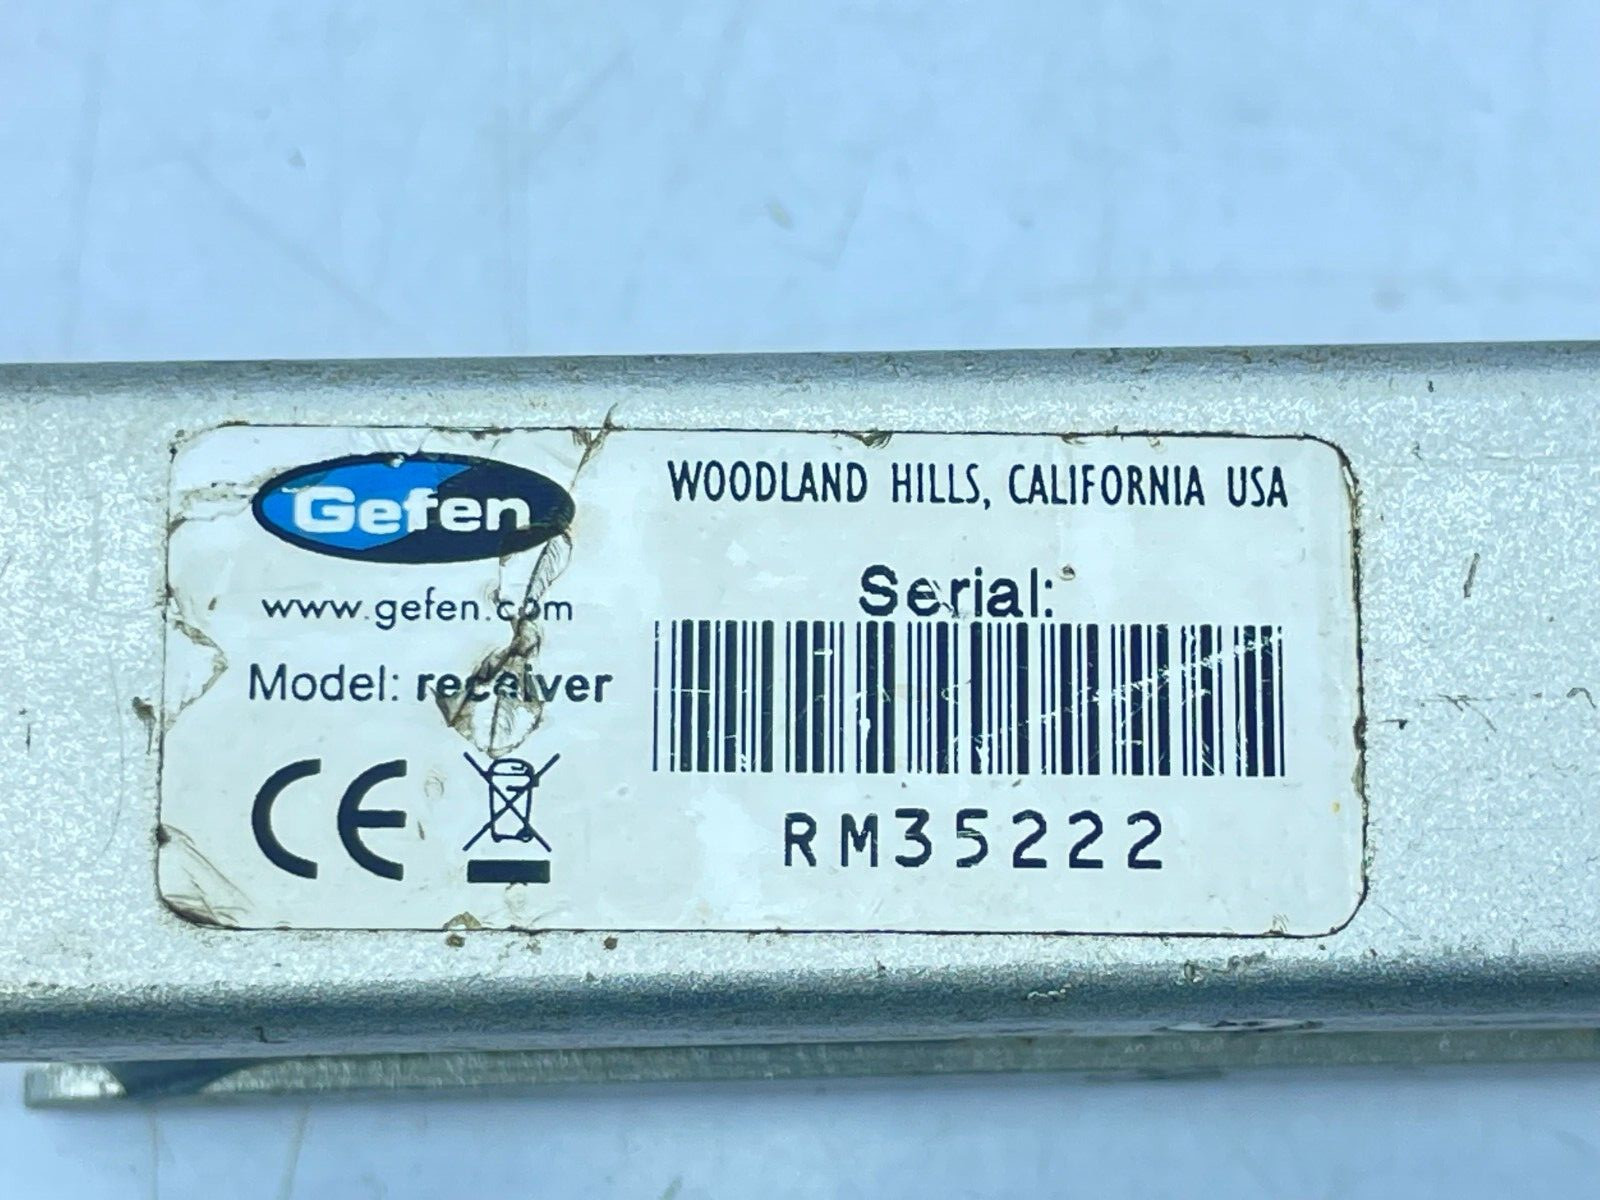 Gefen
www.gefen.com
Model: receiver
CE
WOODLAND HILLS, CALIFORNIA USA
Serial:
RM35222